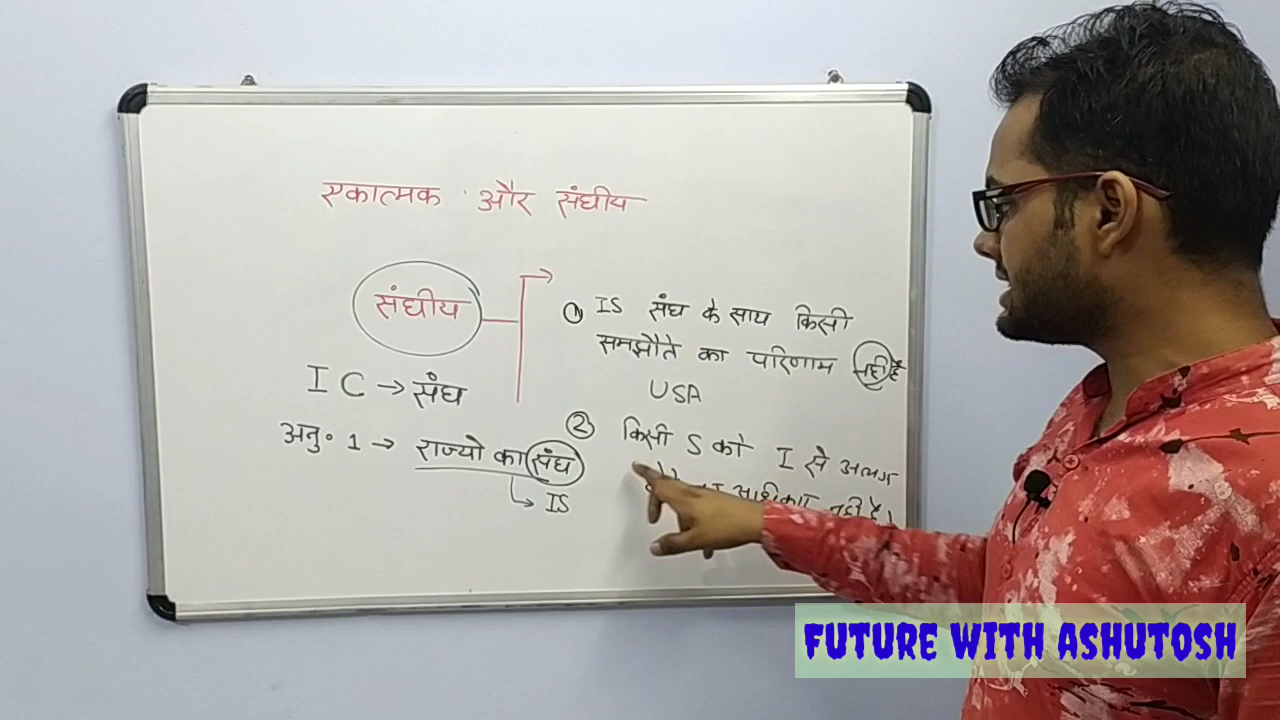 एकात्मक और संघीय
संघीय
I C → संघ
अनु॰ 1 → राज्यो का संघ
→ IS
① IS संघ के साथ किसी
समझौते का परिणाम नही है
USA
② किसी S को I से अलग
का अधिकार नही है।
FUTURE WITH ASHUTOSH